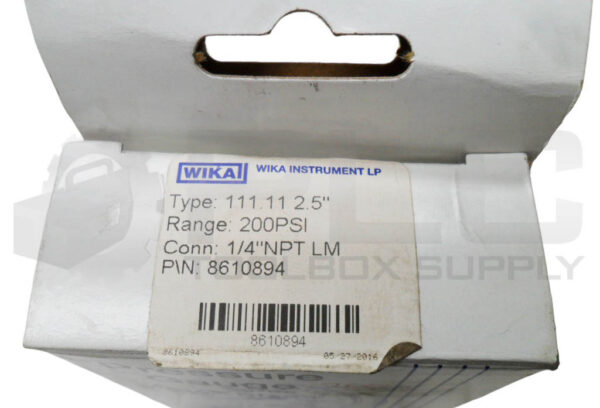 WIKA WIKA INSTRUMENT LP
Type: 111.11 2.5"
Range: 200PSI
Conn: 1/4"NPT LM
P\N: 8610894
TOOLBOX SUPPLY
8610894
8610894 05-27-2016